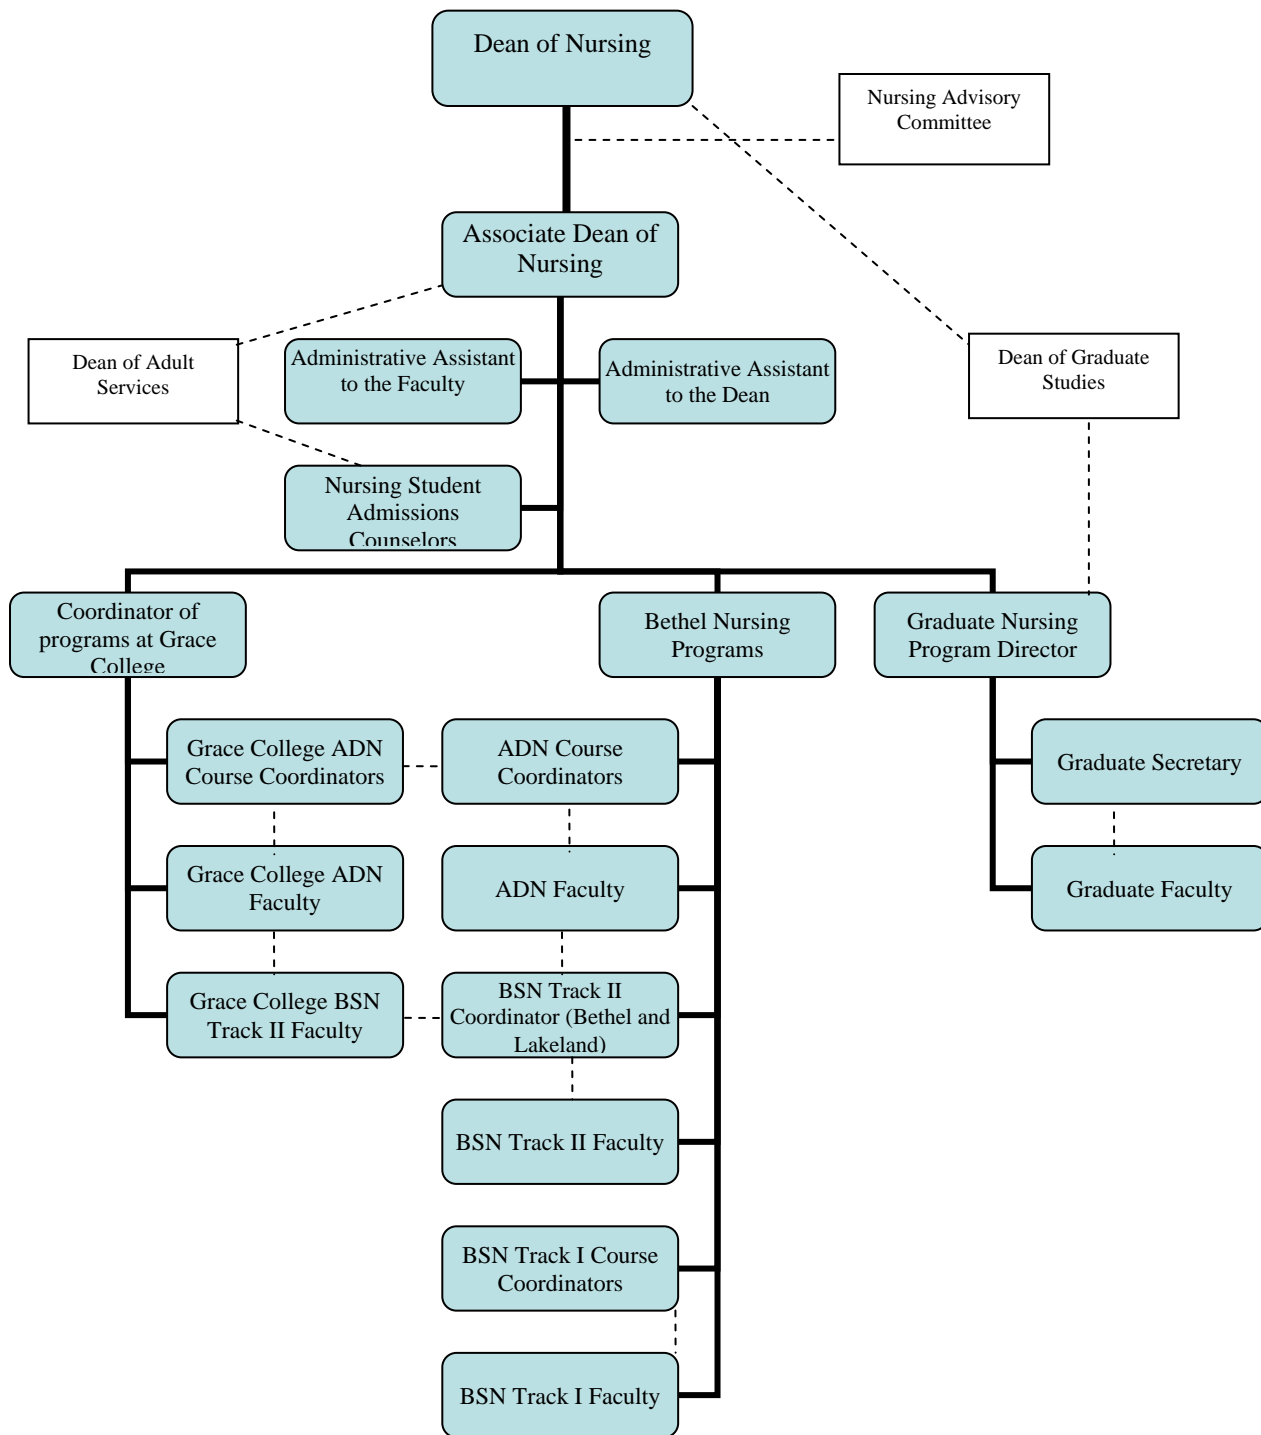 Dean of Nursing
Nursing Advisory
Committee
Associate Dean of
Nursing
Dean of Adult
Services
Administrative Assistant
to the Faculty
Administrative Assistant
to the Dean
Dean of Graduate
Studies
Nursing Student
Admissions
Counselors
Coordinator of
programs at Grace
College
Bethel Nursing
Programs
Graduate Nursing
Program Director
Grace College ADN
Course Coordinators
ADN Course
Coordinators
Graduate Secretary
Grace College ADN
Faculty
ADN Faculty
Graduate Faculty
Grace College BSN
Track II Faculty
BSN Track II
Coordinator (Bethel and
Lakeland)
BSN Track II Faculty
BSN Track I Course
Coordinators
BSN Track I Faculty